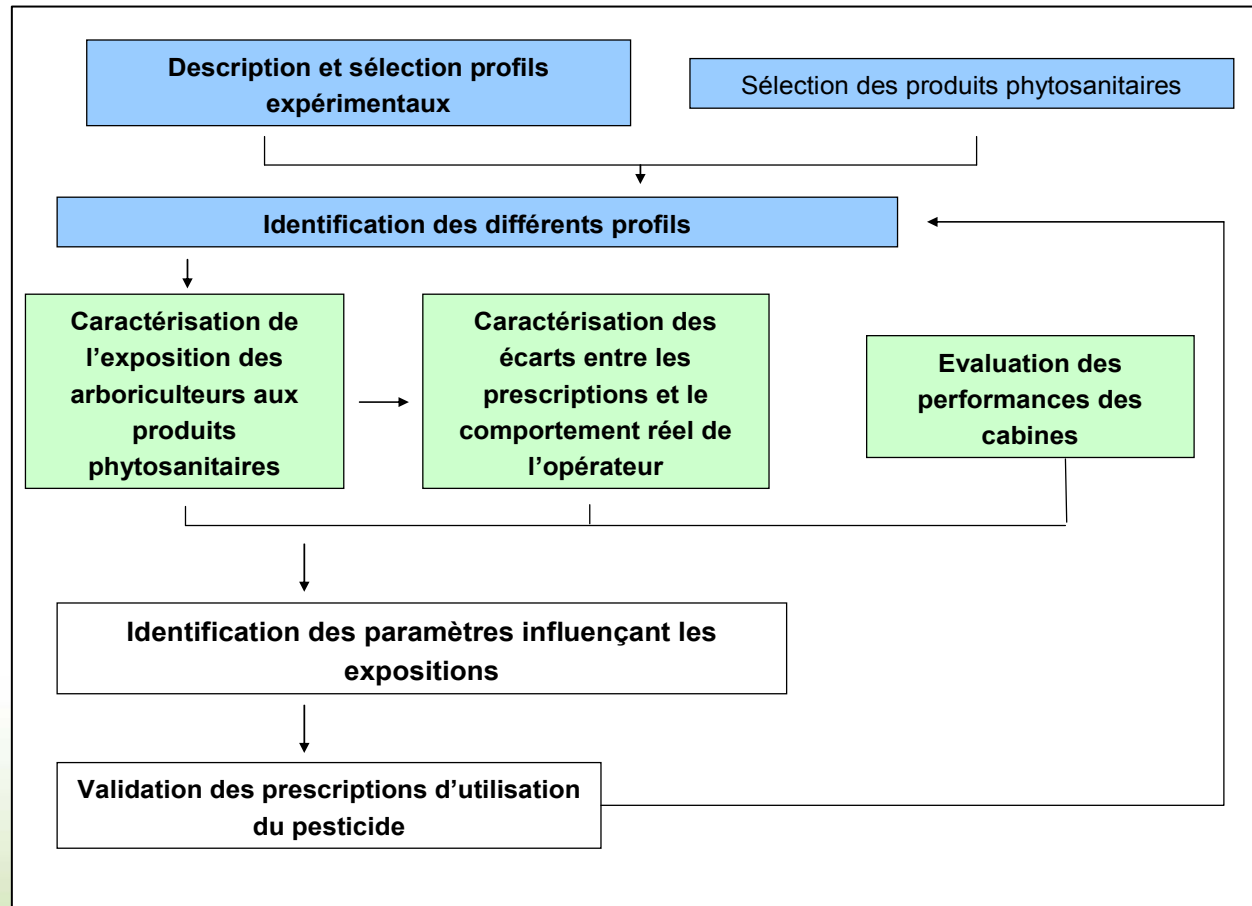 Description et sélection profils
expérimentaux
Sélection des produits phytosanitaires
Identification des différents profils
Caractérisation de
l’exposition des
arboriculteurs aux
produits
phytosanitaires
Caractérisation des
écarts entre les
prescriptions et le
comportement réel de
l’opérateur
Evaluation des
performances des
cabines
Identification des paramètres influençant les
expositions
Validation des prescriptions d’utilisation
du pesticide